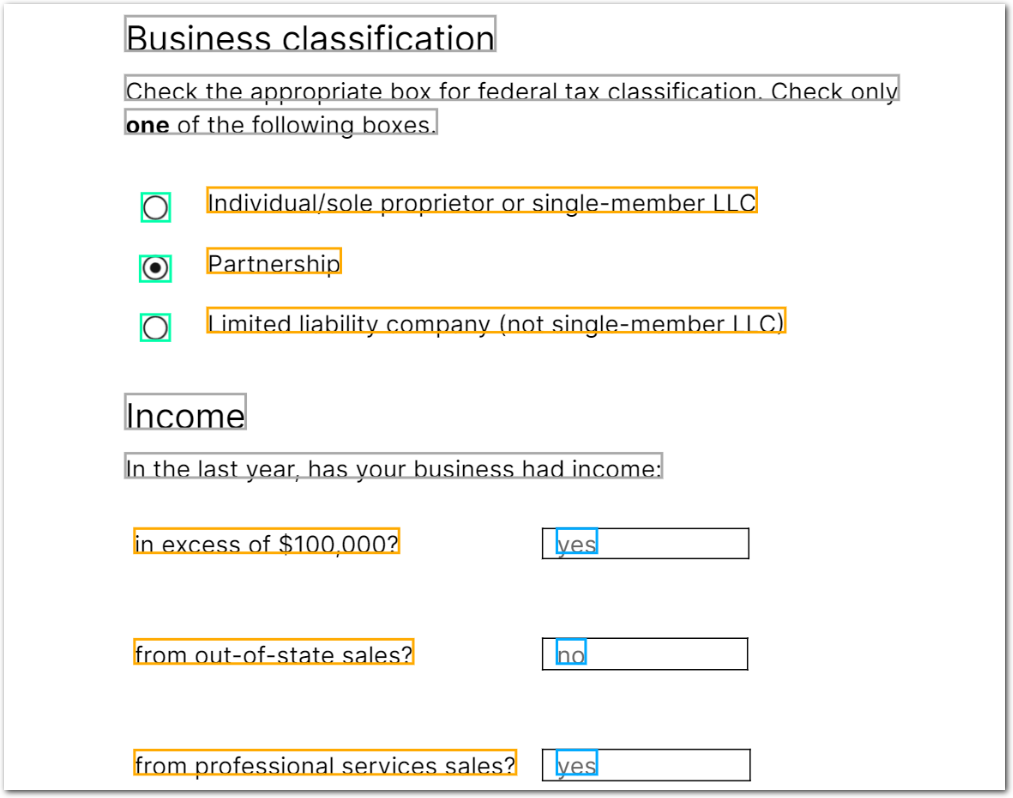 Business classification
Check the appropriate box for federal tax classification. Check only
one of the following boxes.
Individual/sole proprietor or single-member LLC
Partnership
Limited liability company (not single-member LLC)
Income
In the last year, has your business had income:
in excess of $100,000? yes
from out-of-state sales? no
from professional services sales? yes